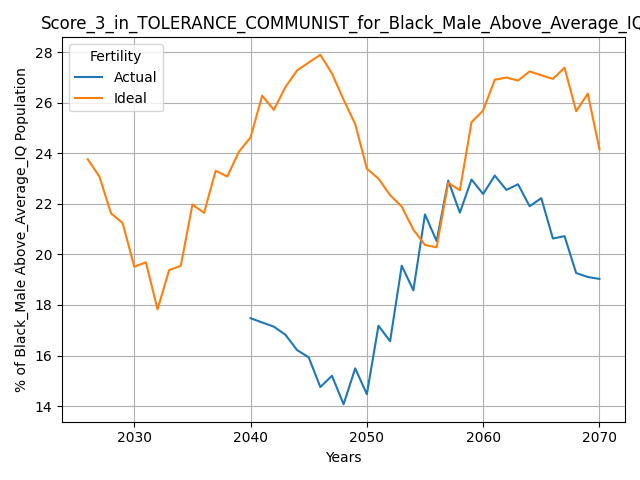 Score_3_in_TOLERANCE_COMMUNIST_for_Black_Male_Above_Average_IQ
Fertility
Actual
Ideal
% of Black_Male Above_Average_IQ Population
28
26
24
22
20
18
16
14
2030
2040
2050
2060
2070
Years